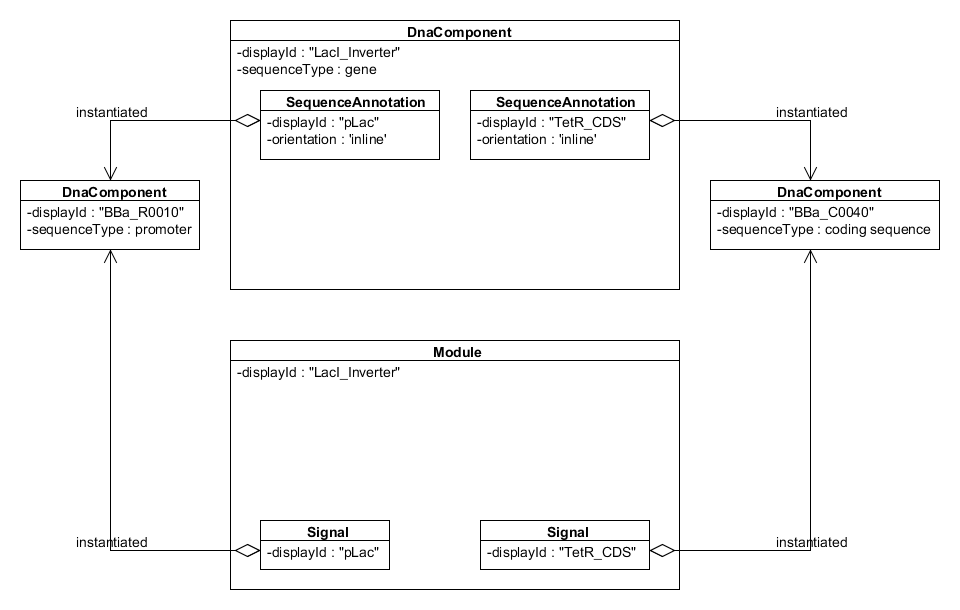 DnaComponent
-displayId : "LacI_Inverter"
-sequenceType : gene
instantiated
SequenceAnnotation
-displayId : "pLac"
-orientation : 'inline'
SequenceAnnotation
-displayId : "TetR_CDS"
-orientation : 'inline'
instantiated
DnaComponent
-displayId : "BBa_R0010"
-sequenceType : promoter
DnaComponent
-displayId : "BBa_C0040"
-sequenceType : coding sequence
Module
-displayId : "LacI_Inverter"
instantiated
Signal
-displayId : "pLac"
Signal
-displayId : "TetR_CDS"
instantiated